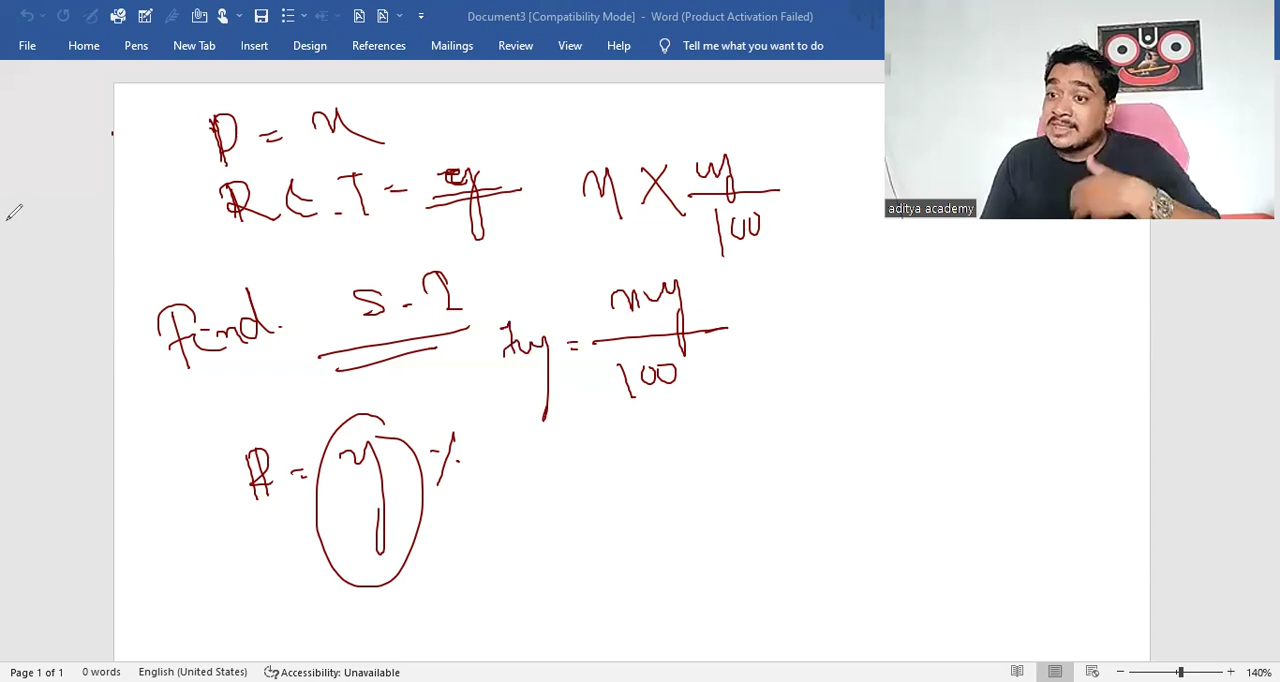 Document3 [Compatibility Mode] - Word (Product Activation Failed)
File Home Pens New Tab Insert Design References Mailings Review View Help Tell me what you want to do
aditya academy
P = x
R & T = y x × y/100
Find. S.I xy = xy/100
R = y %
Page 1 of 1 0 words English (United States) Accessibility: Unavailable 140%